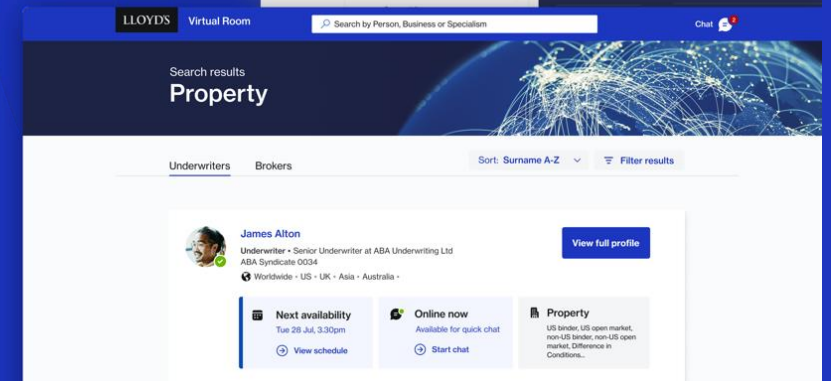 LLOYD'S
Virtual Room
Search by Person, Business or Specialism
Chat
2
Search results
Property
Underwriters
Brokers
Sort: Surname A-Z
Filter results
James Alton
Underwriter • Senior Underwriter at ABA Underwriting Ltd
ABA Syndicate 0034
Worldwide • US • UK • Asia • Australia •
View full profile
Next availability
Tue 28 Jul, 3.30pm
View schedule
Online now
Available for quick chat
Start chat
Property
US binder, US open market,
non-US binder, non-US open
market, Difference in
Conditions...